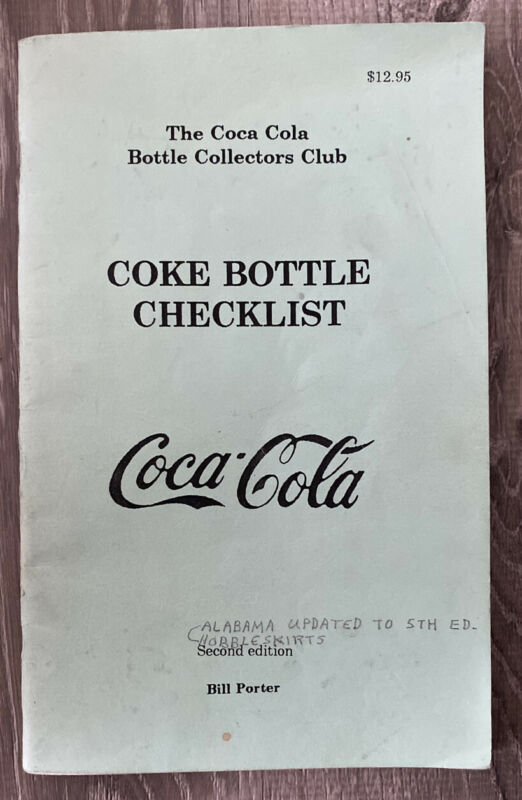 $12.95
The Coca Cola
Bottle Collectors Club
COKE BOTTLE
CHECKLIST
Coca-Cola
ALABAMA UPDATED TO 5TH ED.
HOBBLESKIRTS
Second edition
Bill Porter